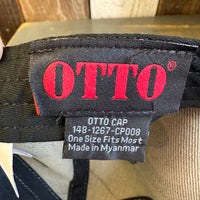 OTTO®
OTTO CAP
148-1267-CP008
One Size Fits Most
Made in Myanmar